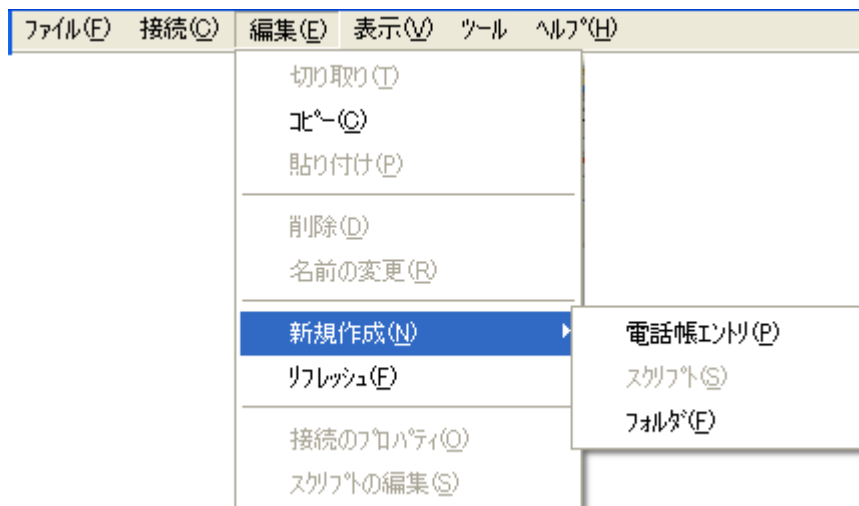 ﾌｧｲﾙ(F) 接続(C) 編集(E) 表示(V) ﾂｰﾙ ﾍﾙﾌﾟ(H)
切り取り(T)
ｺﾋﾟｰ(C)
貼り付け(P)
削除(D)
名前の変更(R)
新規作成(N)
電話帳ｴﾝﾄﾘ(P)
ﾘﾌﾚｯｼｭ(F)
ｽｸﾘﾌﾟﾄ(S)
ﾌｫﾙﾀﾞ(F)
接続のﾌﾟﾛﾊﾟﾃｨ(O)
ｽｸﾘﾌﾟﾄの編集(S)